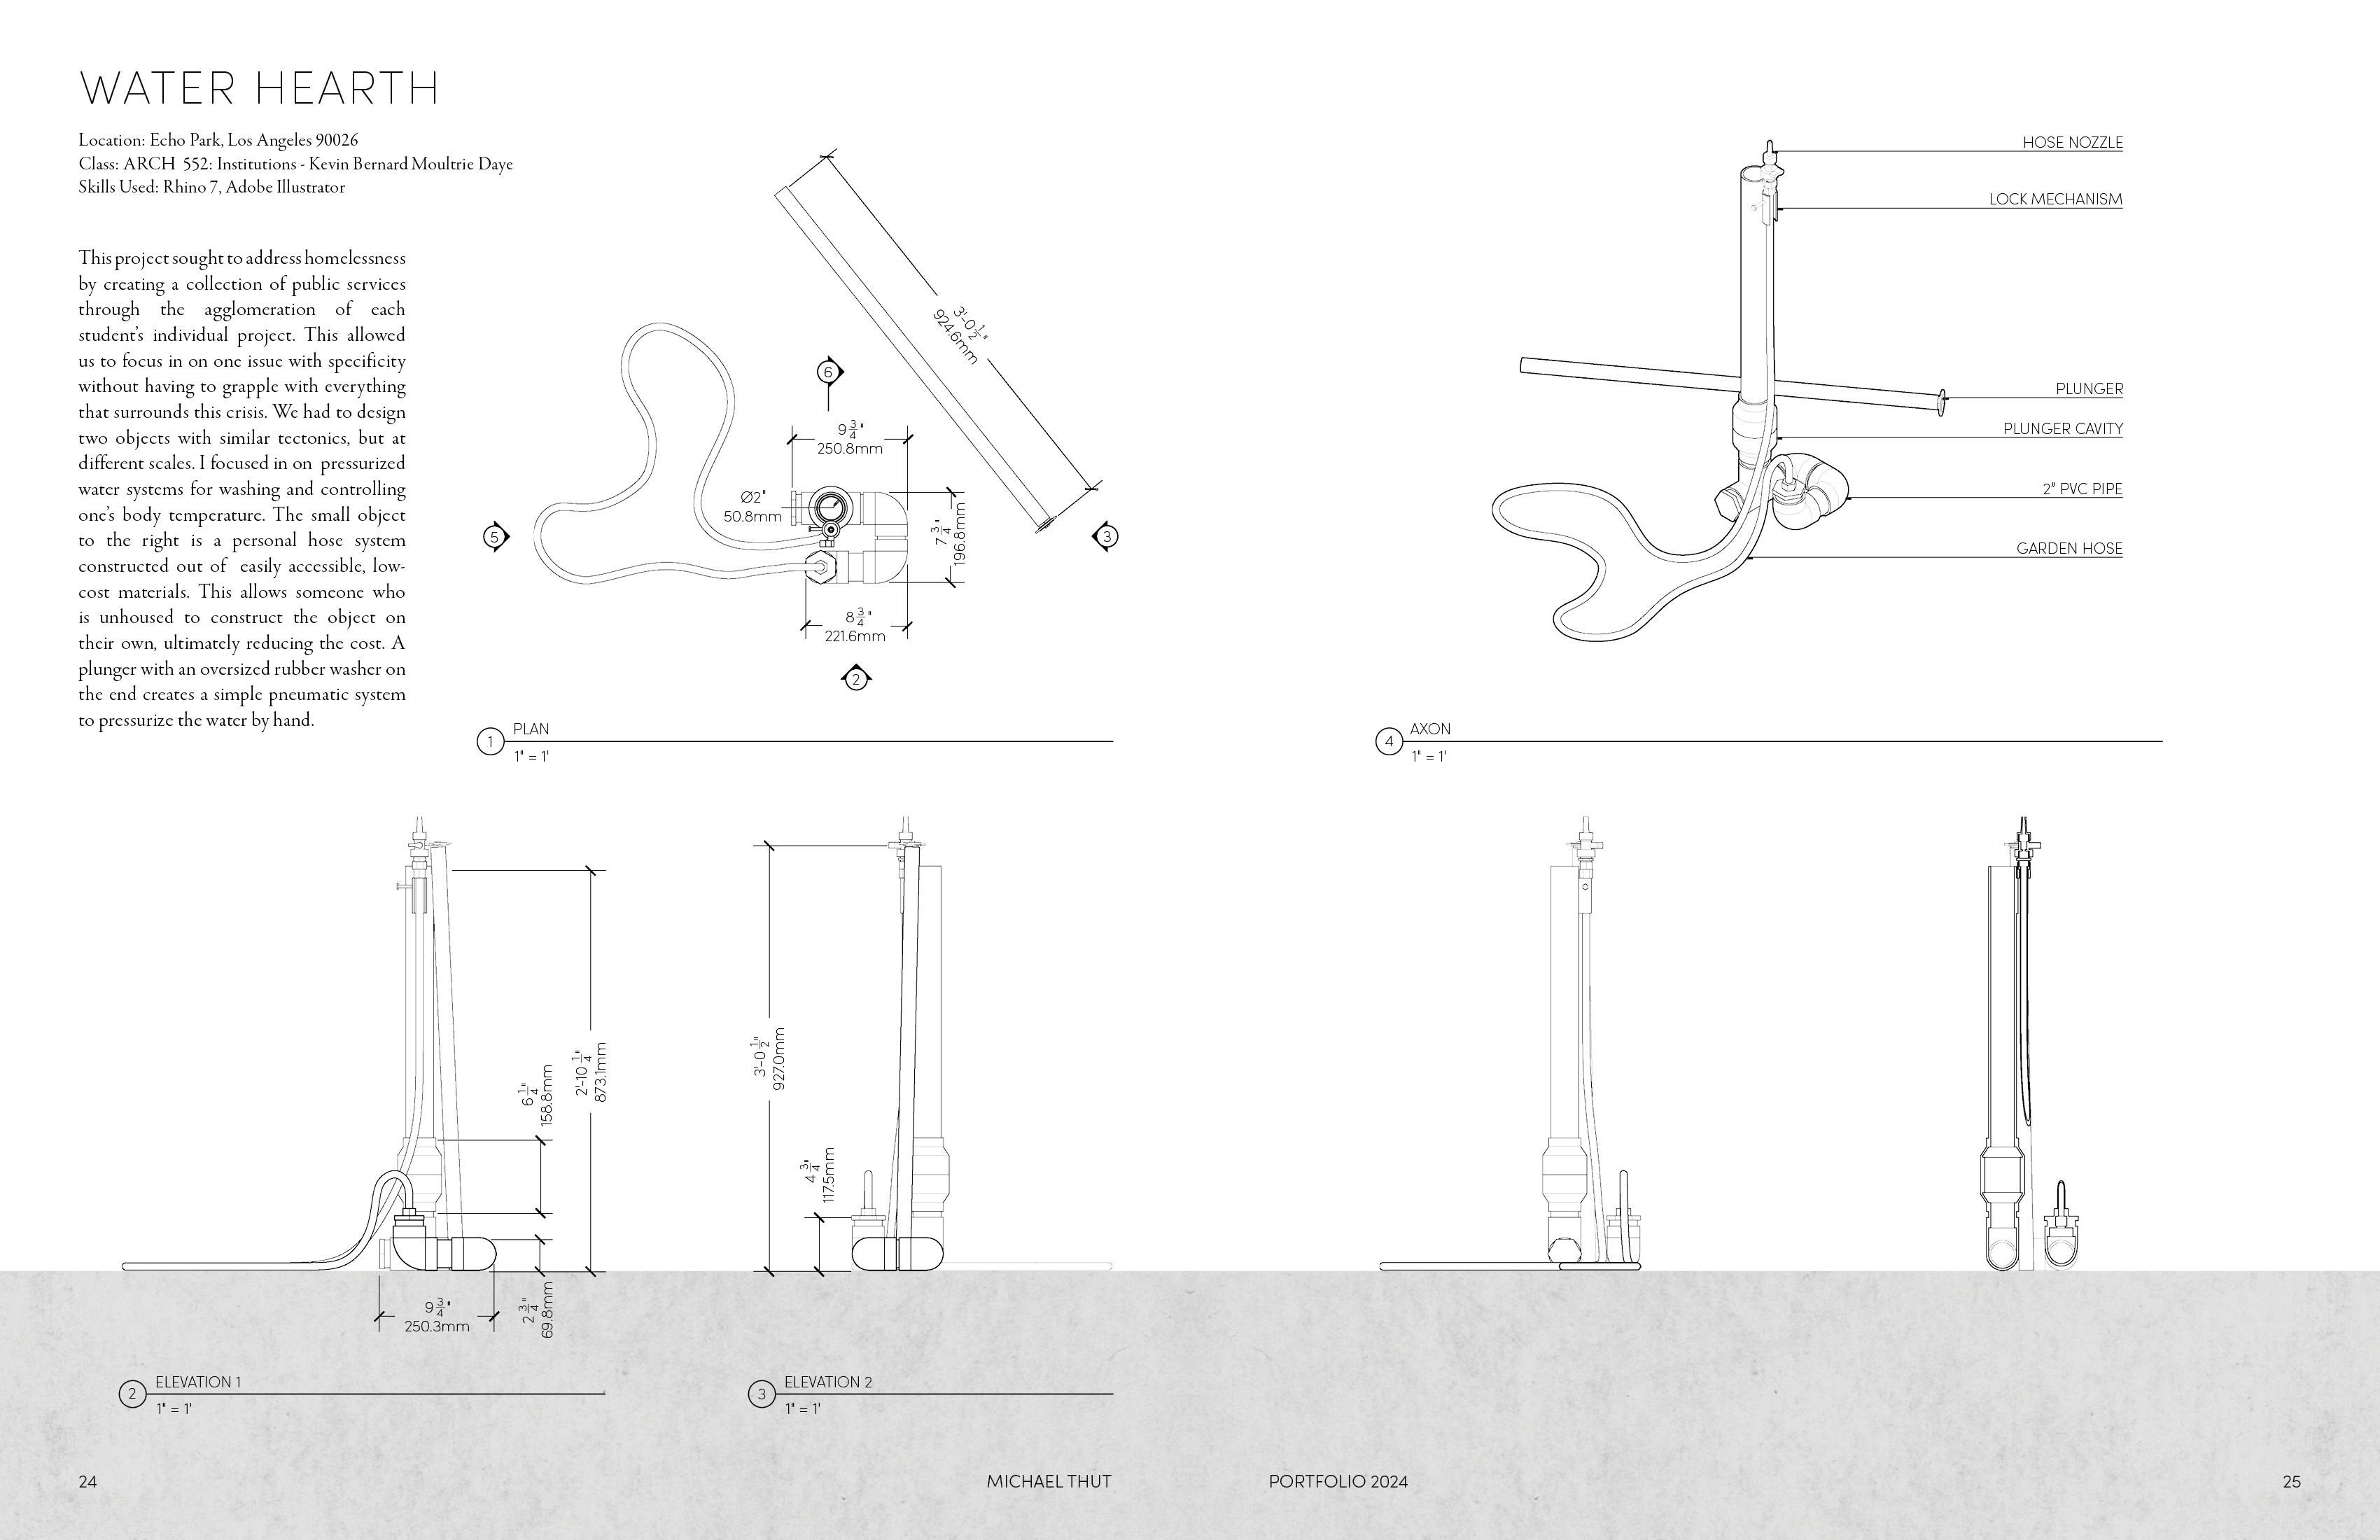 WATER HEARTH
Location: Echo Park, Los Angeles 90026
Class: ARCH 552: Institutions - Kevin Bernard Moultrie Daye
Skills Used: Rhino 7, Adobe Illustrator
This project sought to address homelessness
by creating a collection of public services
through the agglomeration of each
student's individual project. This allowed
us to focus in on one issue with specificity
without having to grapple with everything
that surrounds this crisis. We had to design
two objects with similar tectonics, but at
different scales. I focused in on pressurized
water systems for washing and controlling
one's body temperature. The small object
to the right is a personal hose system
constructed out of easily accessible, low-
cost materials. This allows someone who
is unhoused to construct the object on
their own, ultimately reducing the cost. A
plunger with an oversized rubber washer on
the end creates a simple pneumatic system
to pressurize the water by hand.
3'-0 1/2"
924.6mm
6
9 3/4"
250.8mm
Ø2"
50.8mm
7 3/4"
196.8mm
5
3
8 3/4"
221.6mm
2
1
PLAN
1" = 1'
HOSE NOZZLE
LOCK MECHANISM
PLUNGER
PLUNGER CAVITY
2" PVC PIPE
GARDEN HOSE
4
AXON
1" = 1'
6 1/4"
158.8mm
2'-10 1/4"
873.1mm
9 3/4"
250.3mm
2 3/4"
69.8mm
2
ELEVATION 1
1" = 1'
3'-0 1/2"
927.0mm
4 3/4"
117.5mm
3
ELEVATION 2
1" = 1'
24
MICHAEL THUT
PORTFOLIO 2024
25